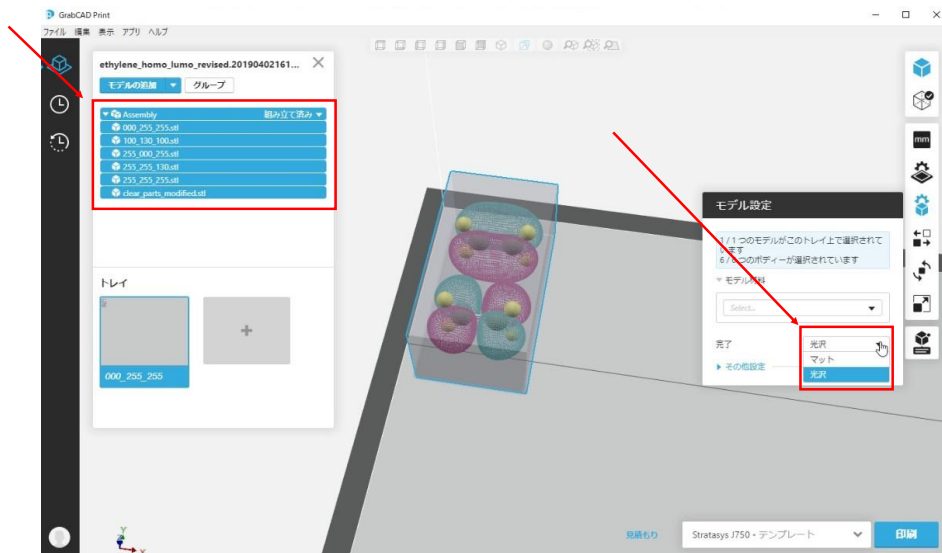 GrabCAD Print
ファイル 編集 表示 アプリ ヘルプ
ethylene_homo_lumo_revised.20190402161...
モデルの追加 グループ
Assembly 組み立て済み
000_255_255.stl
100_130_100.stl
255_000_255.stl
255_255_130.stl
255_255_255.stl
clear_parts_modified.stl
トレイ
000_255_255
mm
モデル設定
1 / 1 つのモデルがこのトレイ上で選択されて
います
6 / 6 つのボディーが選択されています
モデル材料
Select...
完了 光沢
マット
光沢
その他設定
Y
X
見積もり Stratasys J750 - テンプレート 印刷